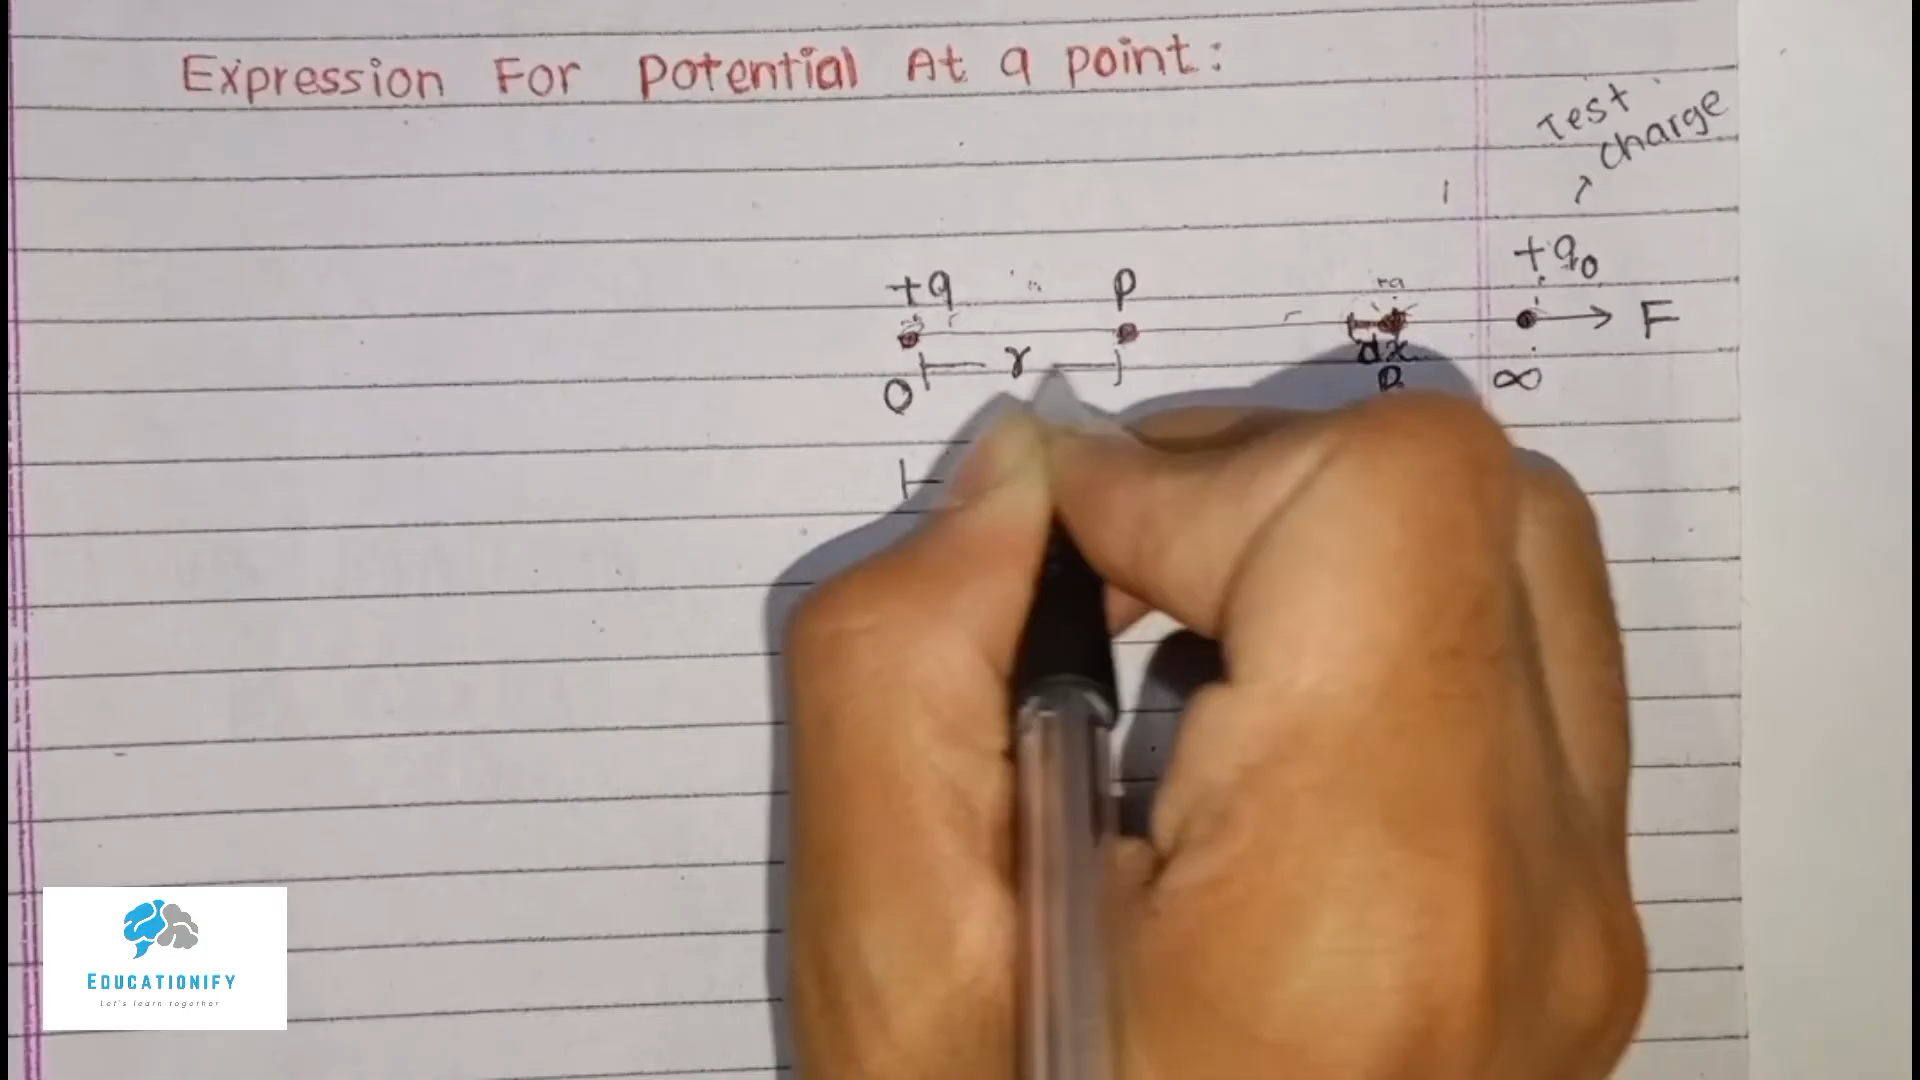 Expression For Potential At a point:
Test
charge
+q P +q₀
r dx F
O ∞
EDUCATIONIFY
Let's learn together